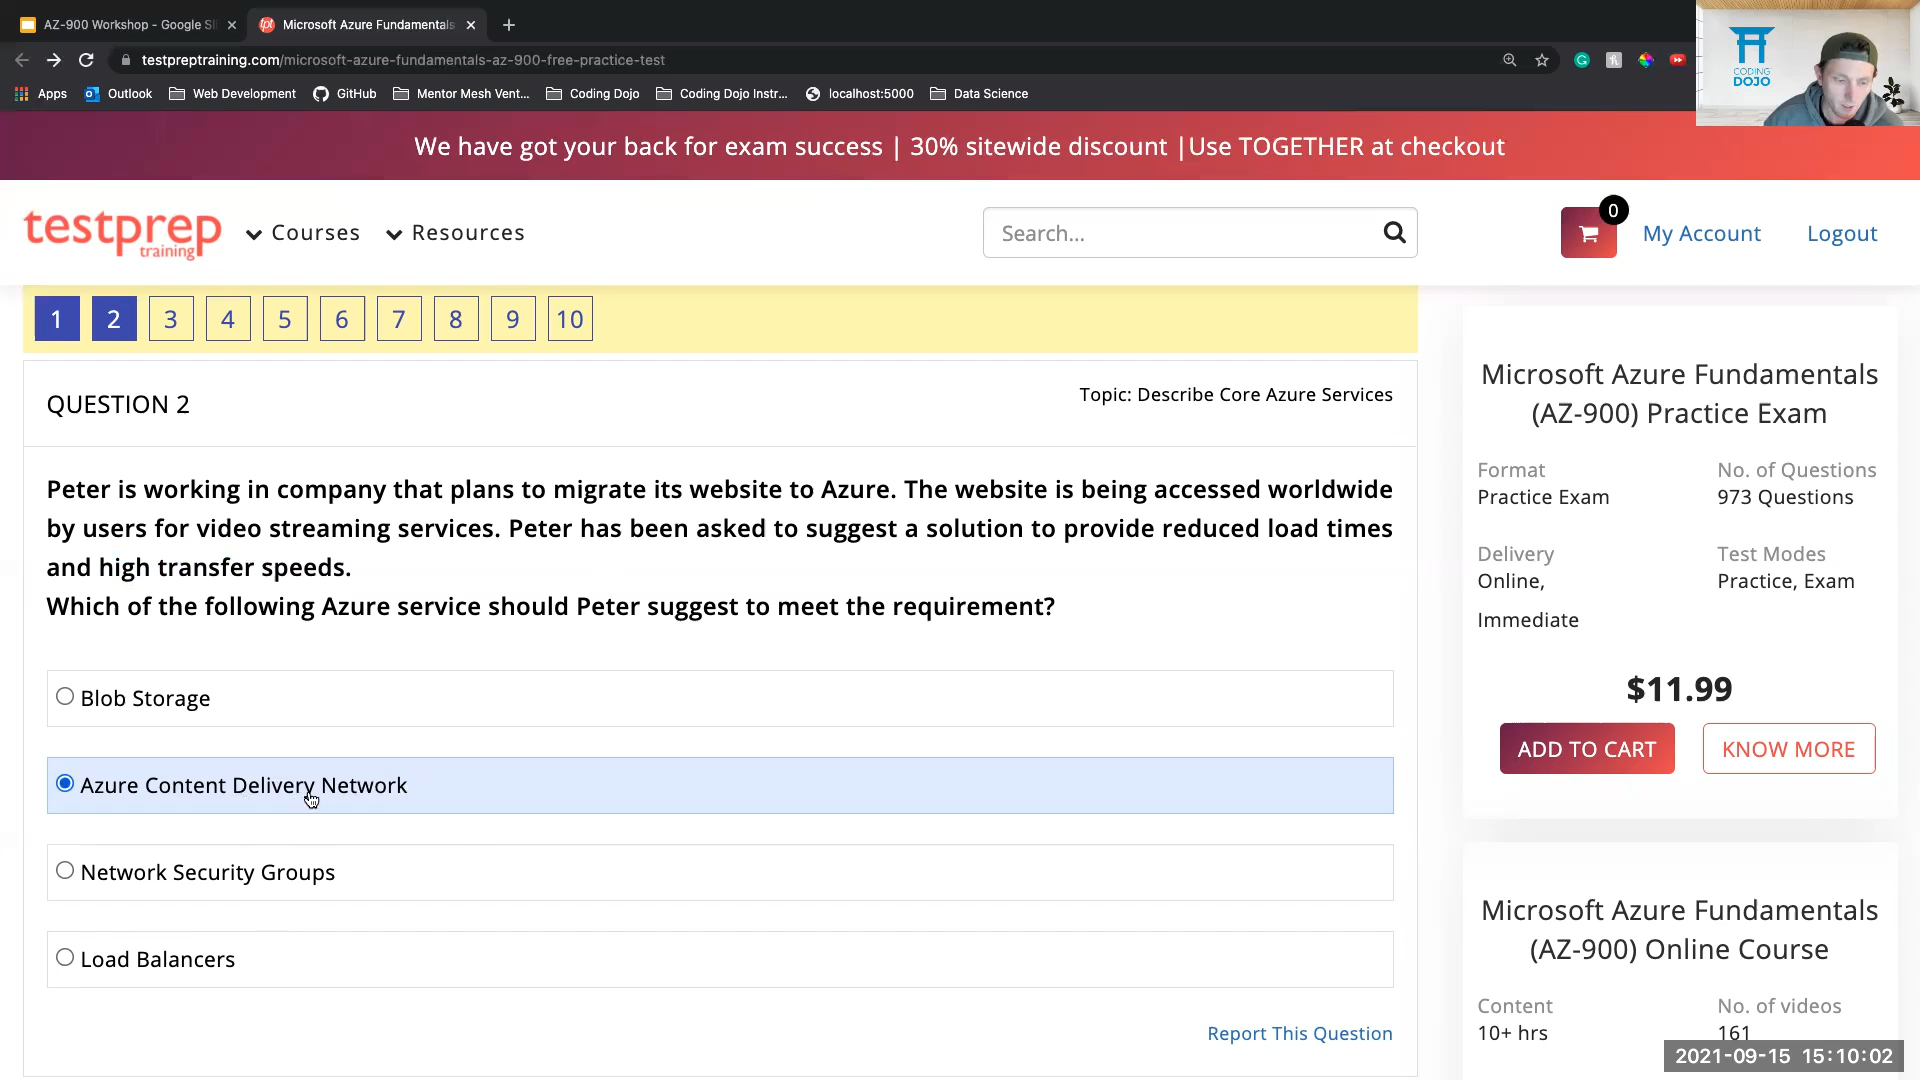 AZ-900 Workshop - Google Sli
Microsoft Azure Fundamentals
testpreptraining.com/microsoft-azure-fundamentals-az-900-free-practice-test
Apps
Outlook
Web Development
GitHub
Mentor Mesh Vent...
Coding Dojo
Coding Dojo Instr...
localhost:5000
Data Science
CODING
DOJO
We have got your back for exam success | 30% sitewide discount |Use TOGETHER at checkout
testprep
training
Courses
Resources
Search...
0
My Account
Logout
1 2 3 4 5 6 7 8 9 10
QUESTION 2
Topic: Describe Core Azure Services
Peter is working in company that plans to migrate its website to Azure. The website is being accessed worldwide
by users for video streaming services. Peter has been asked to suggest a solution to provide reduced load times
and high transfer speeds.
Which of the following Azure service should Peter suggest to meet the requirement?
Blob Storage
Azure Content Delivery Network
Network Security Groups
Load Balancers
Report This Question
Microsoft Azure Fundamentals
(AZ-900) Practice Exam
Format
No. of Questions
Practice Exam
973 Questions
Delivery
Test Modes
Online,
Practice, Exam
Immediate
$11.99
ADD TO CART
KNOW MORE
Microsoft Azure Fundamentals
(AZ-900) Online Course
Content
No. of videos
10+ hrs
161
2021-09-15 15:10:02